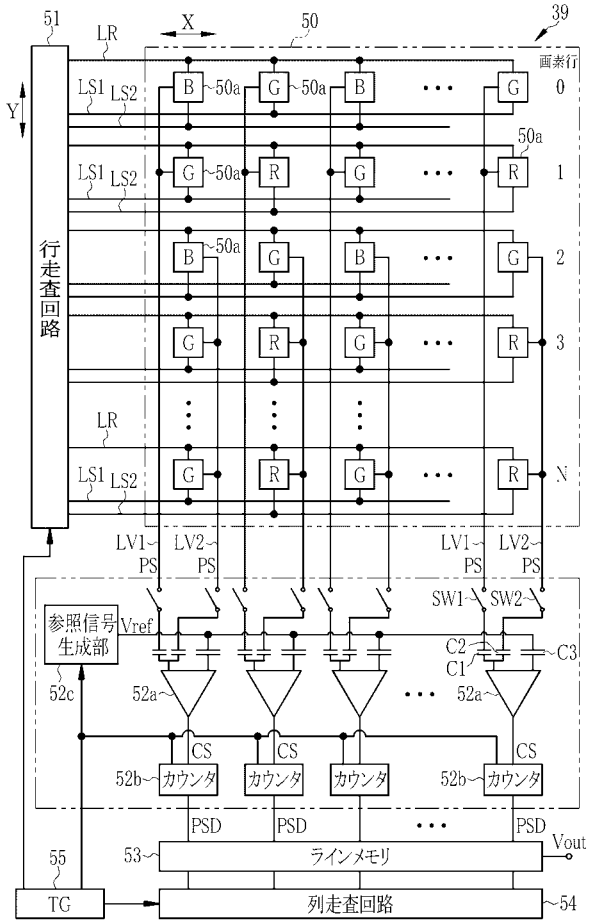 51
X
50
39
LR
画素行
B
50a
G
50a
B
• • •
G
0
Y
LS1
LS2
50a
LS1
LS2
G
50a
R
G
• • •
R
1
50a
B
G
B
• • •
G
2
行走査回路
G
R
G
• • •
R
3
LR
LS1
LS2
G
R
G
• • •
R
N
LV1
LV2
LV1
LV2
PS
PS
PS
PS
SW1
SW2
参照信号
生成部
Vref
C2
C3
C1
52c
52a
• • •
52a
CS
CS
CS
52b
カウンタ
カウンタ
カウンタ
52b
カウンタ
PSD
PSD
• • •
PSD
53
ラインメモリ
Vout
55
TG
列走査回路
54